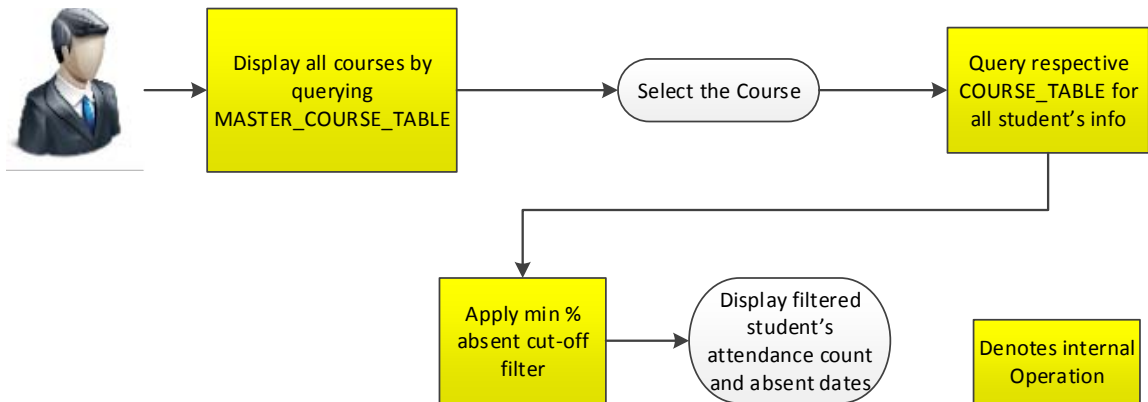 Display all courses by
querying
MASTER_COURSE_TABLE
Select the Course
Query respective
COURSE_TABLE for
all student's info
Apply min %
absent cut-off
filter
Display filtered
student's
attendance count
and absent dates
Denotes internal
Operation